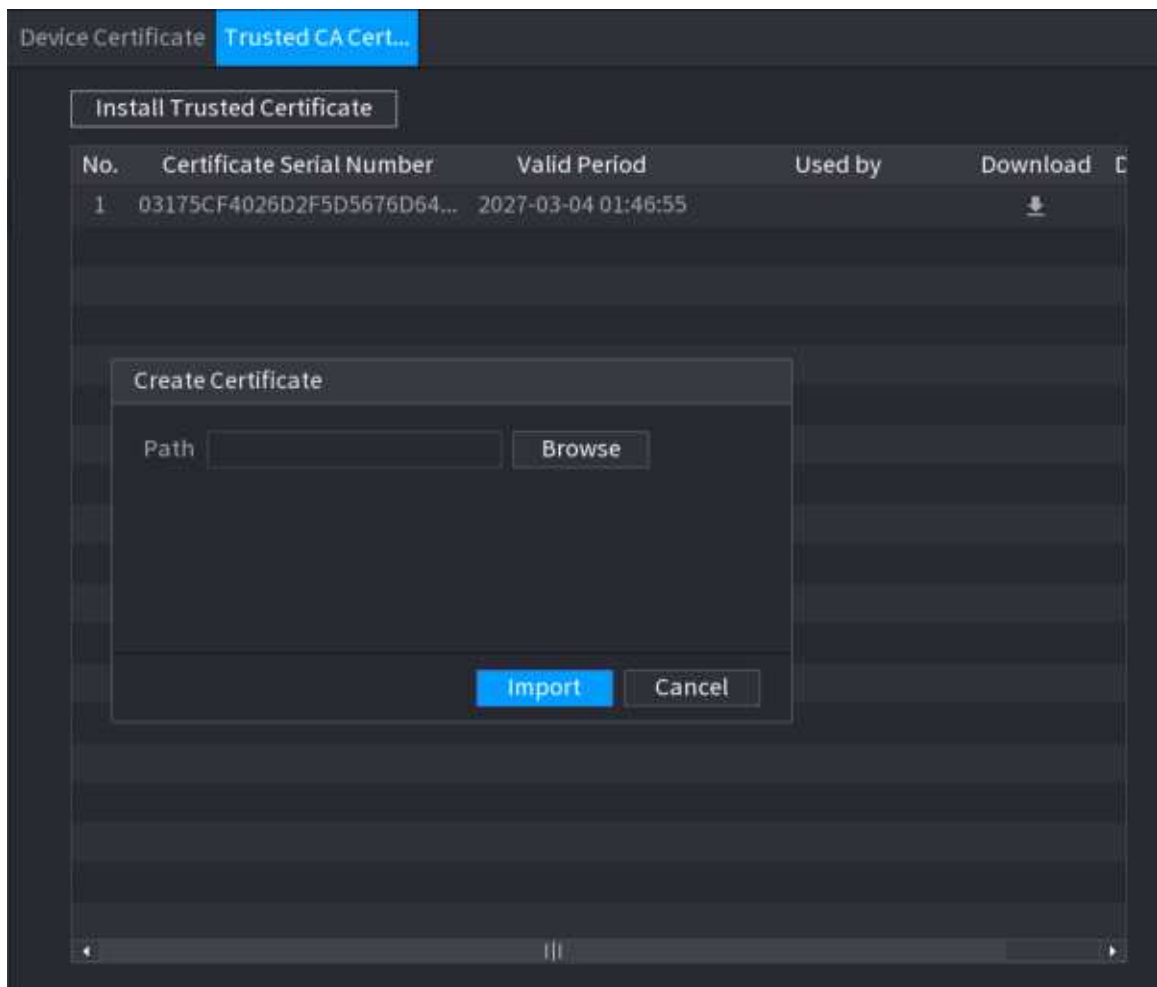 Device Certificate Trusted CA Cert...
Install Trusted Certificate
No. Certificate Serial Number Valid Period Used by Download
1 03175CF4026D2F5D5676D64... 2027-03-04 01:46:55
Create Certificate
Path Browse
Import Cancel